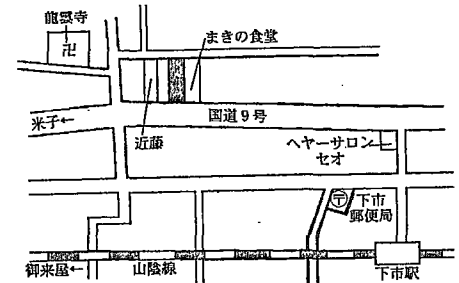 龍雲寺
卍
まきの食堂
国道9号
米子←
近藤
ヘヤーサロン
セオ
〒
下市
郵便局
御来屋←
山陰線
下市駅